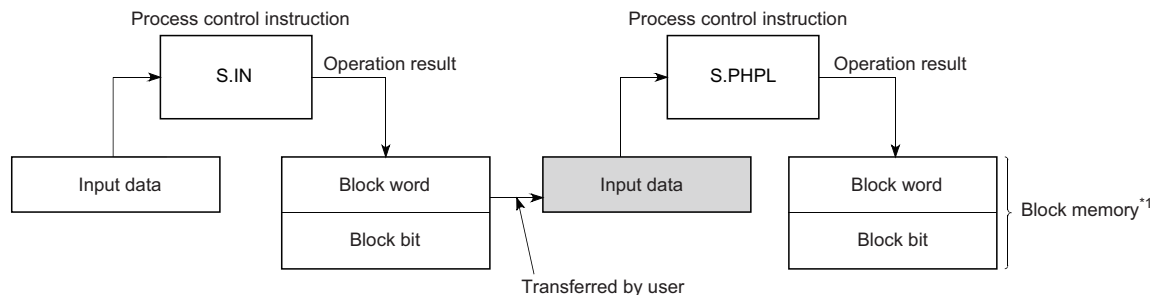 Process control instruction
Process control instruction
S.IN
Operation result
S.PHPL
Operation result
Input data
Block word
Input data
Block word
Block memory*1
Block bit
Block bit
Transferred by user